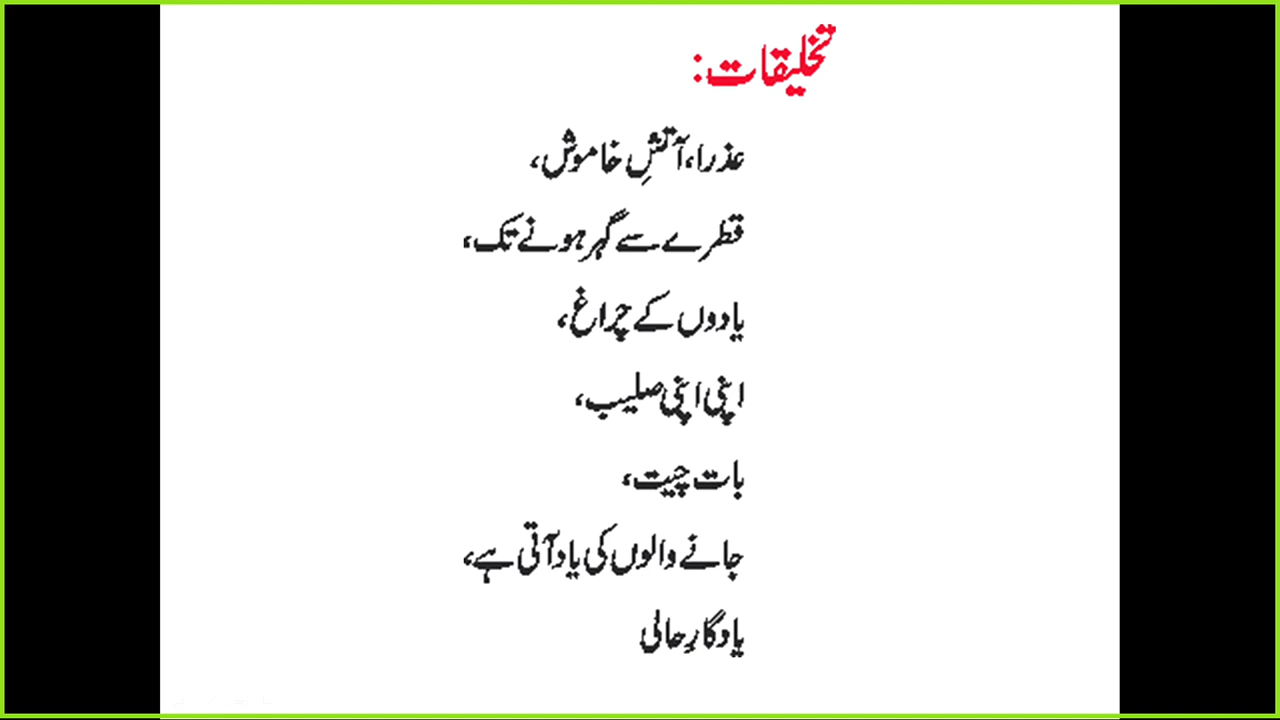 تخلیقات:
عذرا، آتشِ خاموش،
قطرے سے گہر ہونے تک،
یادوں کے چراغ،
اپنی اپنی صلیب،
بات چیت،
جانے والوں کی یاد آتی ہے،
یادگارِ حالی